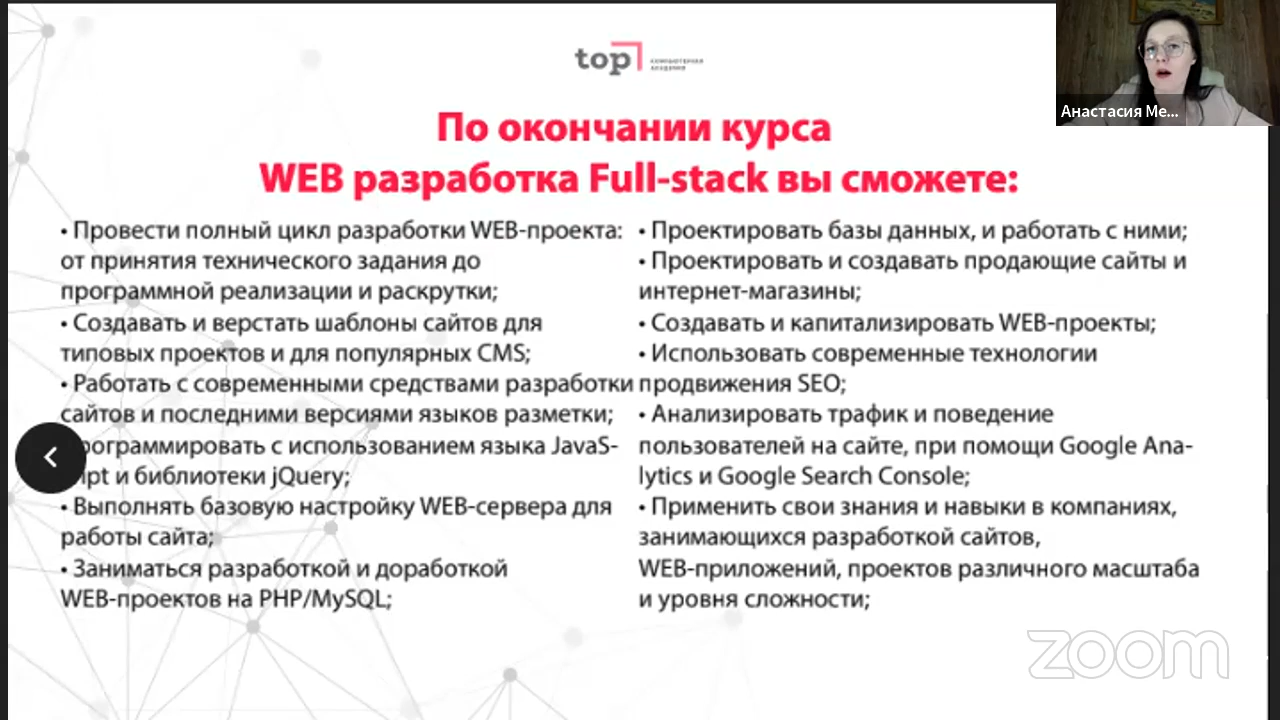 top
КОМПЬЮТЕРНАЯ
АКАДЕМИЯ
Анастасия Ме...
По окончании курса
WEB разработка Full-stack вы сможете:
• Провести полный цикл разработки WEB-проекта:
от принятия технического задания до
программной реализации и раскрутки;
• Создавать и верстать шаблоны сайтов для
типовых проектов и для популярных CMS;
• Работать с современными средствами разработки
сайтов и последними версиями языков разметки;
рограммировать с использованием языка JavaS-
ipt и библиотеки jQuery;
• Выполнять базовую настройку WEB-сервера для
работы сайта;
• Заниматься разработкой и доработкой
WEB-проектов на PHP/MySQL;
• Проектировать базы данных, и работать с ними;
• Проектировать и создавать продающие сайты и
интернет-магазины;
• Создавать и капитализировать WEB-проекты;
• Использовать современные технологии
продвижения SEO;
• Анализировать трафик и поведение
пользователей на сайте, при помощи Google Ana-
lytics и Google Search Console;
• Применить свои знания и навыки в компаниях,
занимающихся разработкой сайтов,
WEB-приложений, проектов различного масштаба
и уровня сложности;
zoom